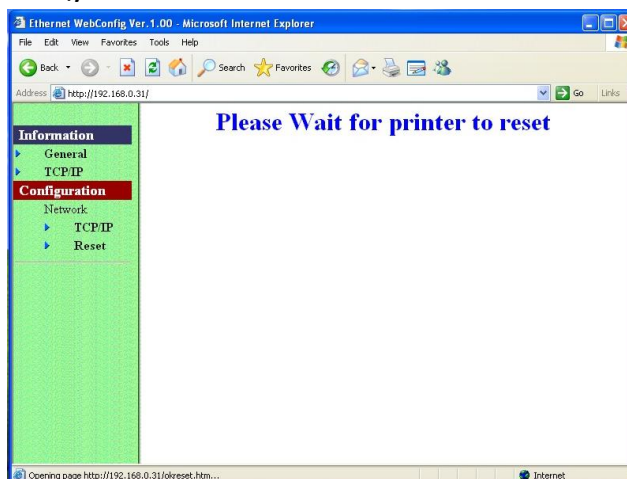 Ethernet WebConfig Ver.1.00 - Microsoft Internet Explorer
File Edit View Favorites Tools Help
Back Search Favorites
Address http://192.168.0.31/ Go Links
Please Wait for printer to reset
Information
General
TCP/IP
Configuration
Network
TCP/IP
Reset
Opening page http://192.168.0.31/okreset.htm... Internet